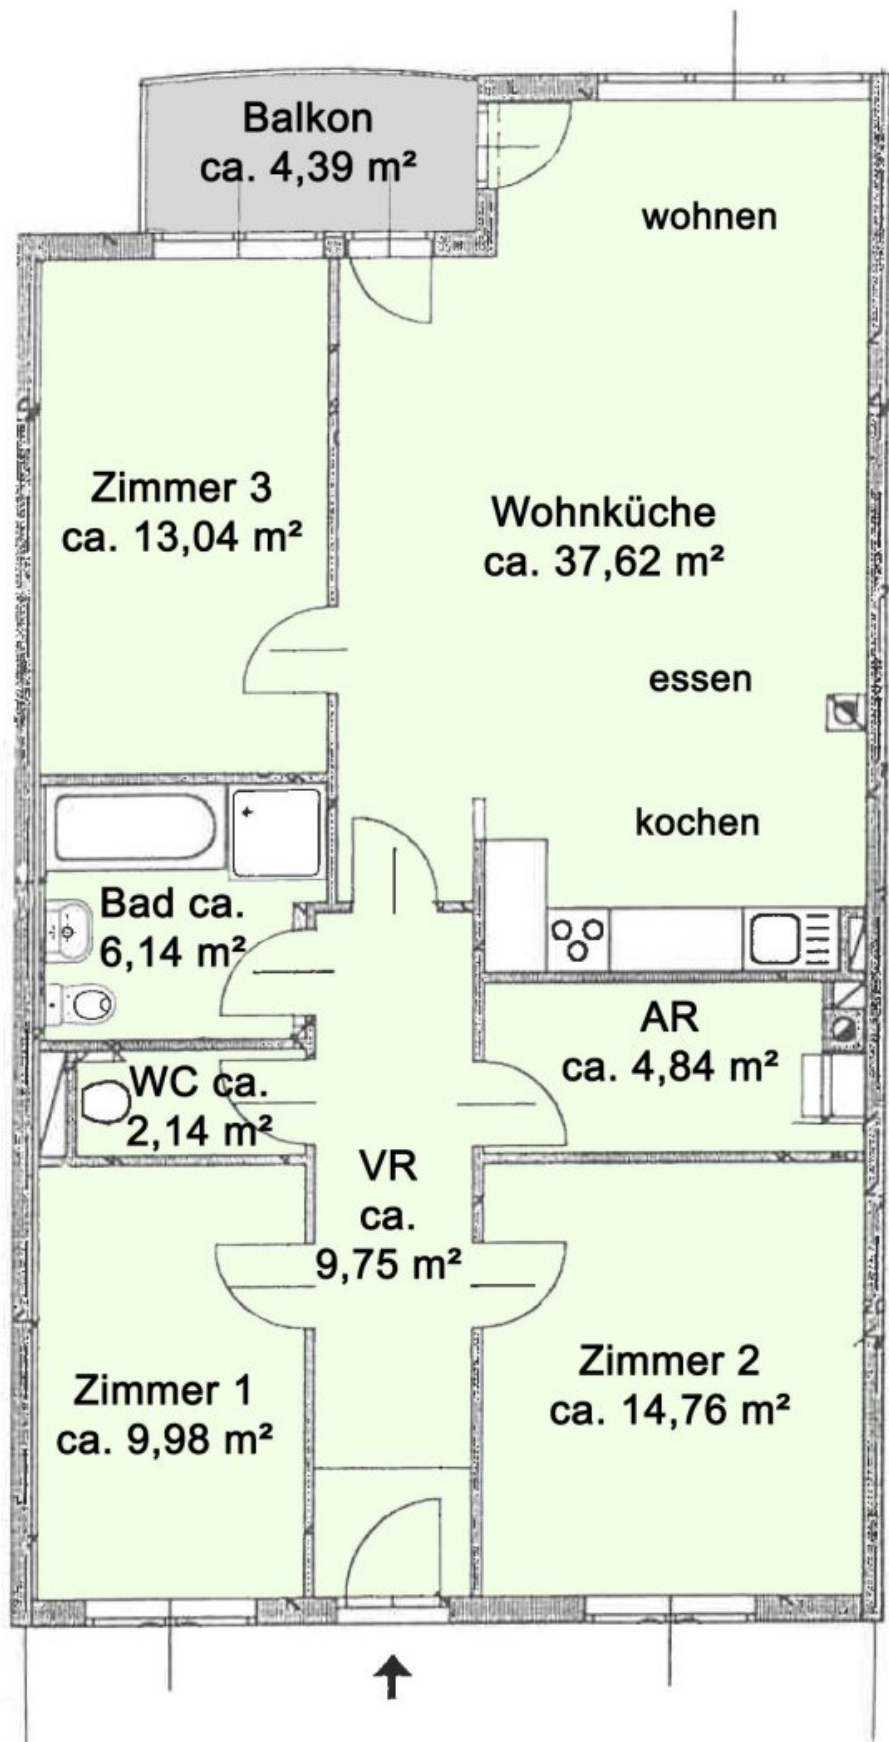 Balkon
ca. 4,39 m²
wohnen
Zimmer 3
ca. 13,04 m²
Wohnküche
ca. 37,62 m²
essen
kochen
Bad ca.
6,14 m²
AR
ca. 4,84 m²
WC ca.
2,14 m²
VR
ca.
9,75 m²
Zimmer 1
ca. 9,98 m²
Zimmer 2
ca. 14,76 m²